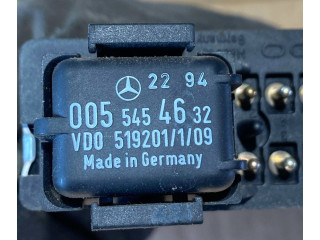 22 94
005 545 46 32
VDO 519201/1/09
Made in Germany